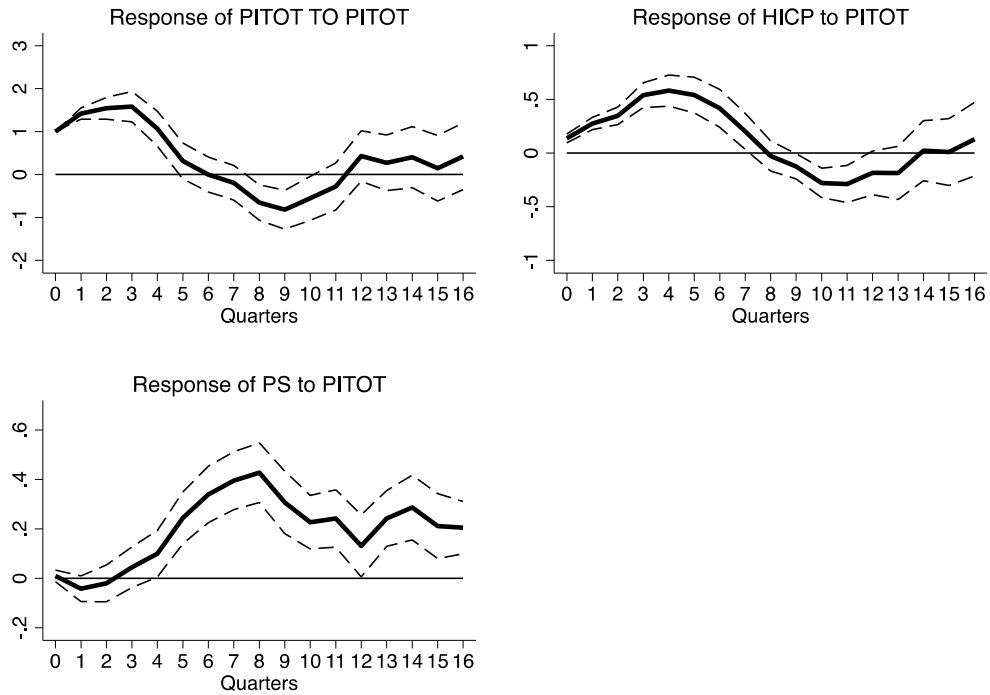 Response of PITOT TO PITOT
3
2
1
0
-1
-2
0 1 2 3 4 5 6 7 8 9 10 11 12 13 14 15 16
Quarters
Response of HICP to PITOT
1
.5
0
-.5
-1
0 1 2 3 4 5 6 7 8 9 10 11 12 13 14 15 16
Quarters
Response of PS to PITOT
.6
.4
.2
0
-.2
0 1 2 3 4 5 6 7 8 9 10 11 12 13 14 15 16
Quarters